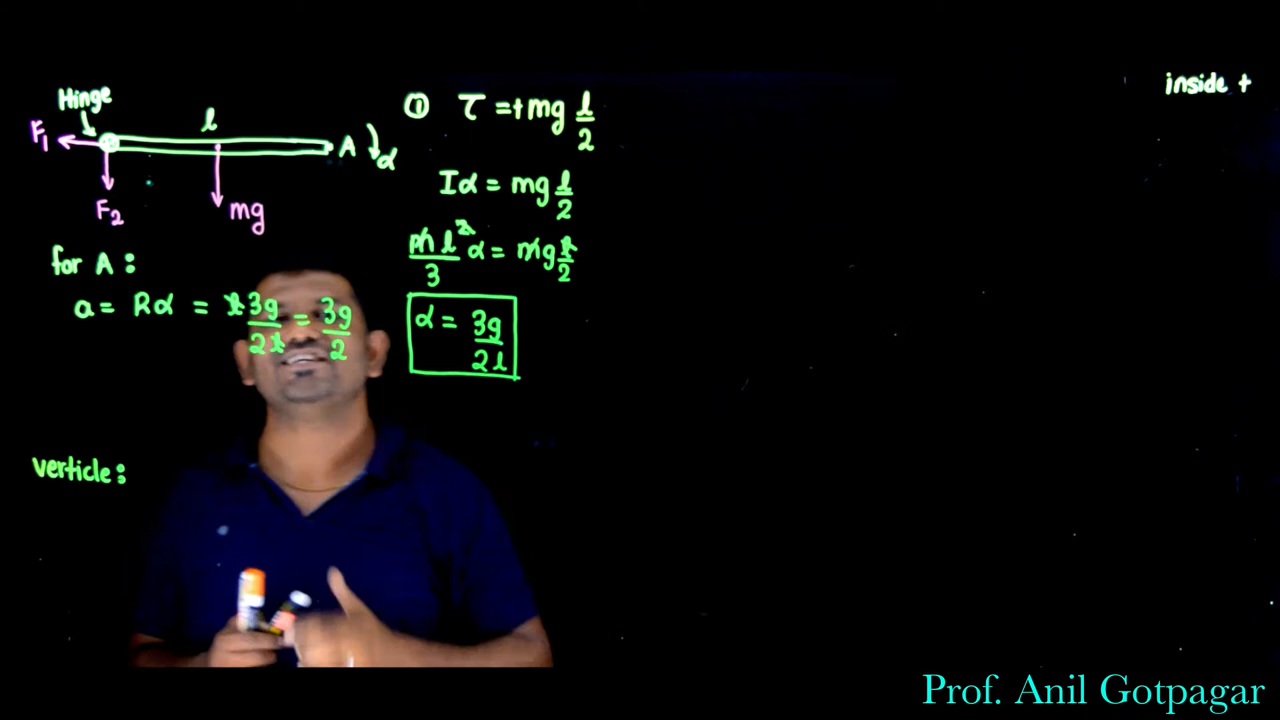 inside +
Hinge
l
F₁
A
α
F₂
mg
① τ = + mg l/2
Iα = mg l/2
ml²/3 α = mg l/2
α = 3g/2l
for A :
a = Rα = l 3g/2l = 3g/2
verticle :
Prof. Anil Gotpagar